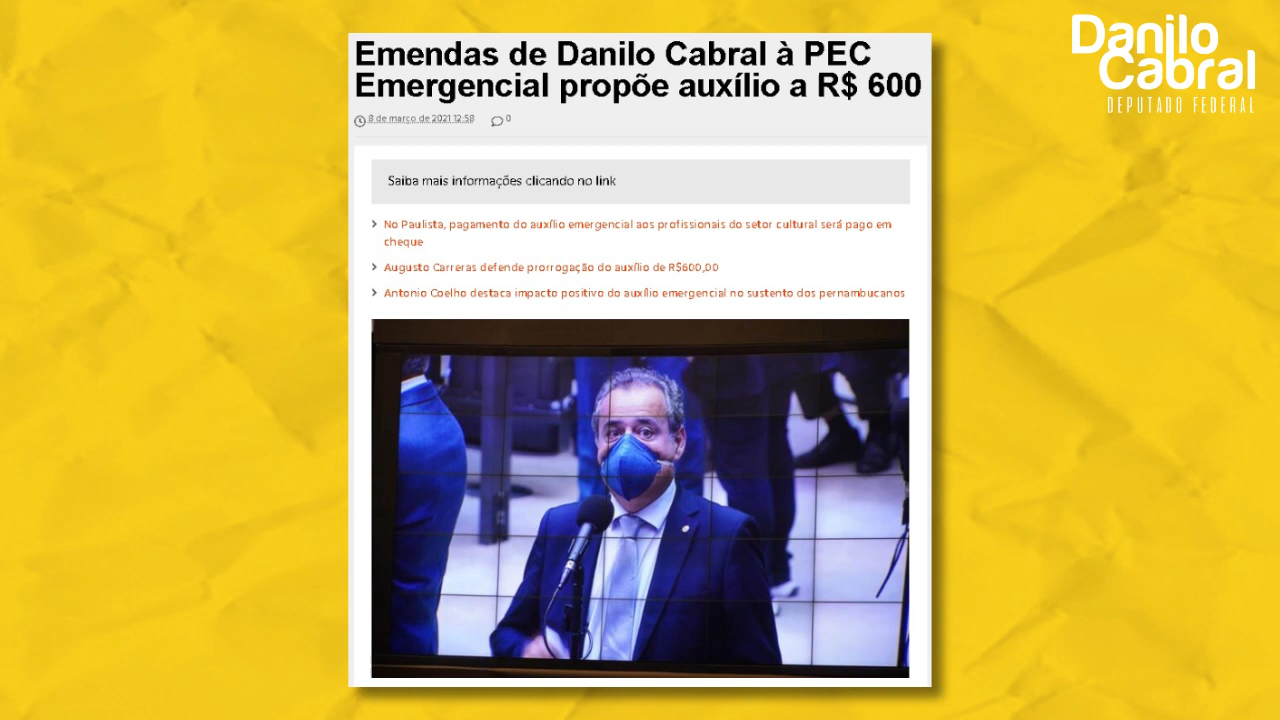 Danilo
Cabral
DEPUTADO FEDERAL
Emendas de Danilo Cabral à PEC
Emergencial propõe auxílio a R$ 600
8 de março de 2021 12:58 0
Saiba mais informações clicando no link
No Paulista, pagamento do auxílio emergencial aos profissionais do setor cultural será pago em
cheque
Augusto Carreras defende prorrogação do auxílio de R$600,00
Antonio Coelho destaca impacto positivo do auxílio emergencial no sustento dos pernambucanos